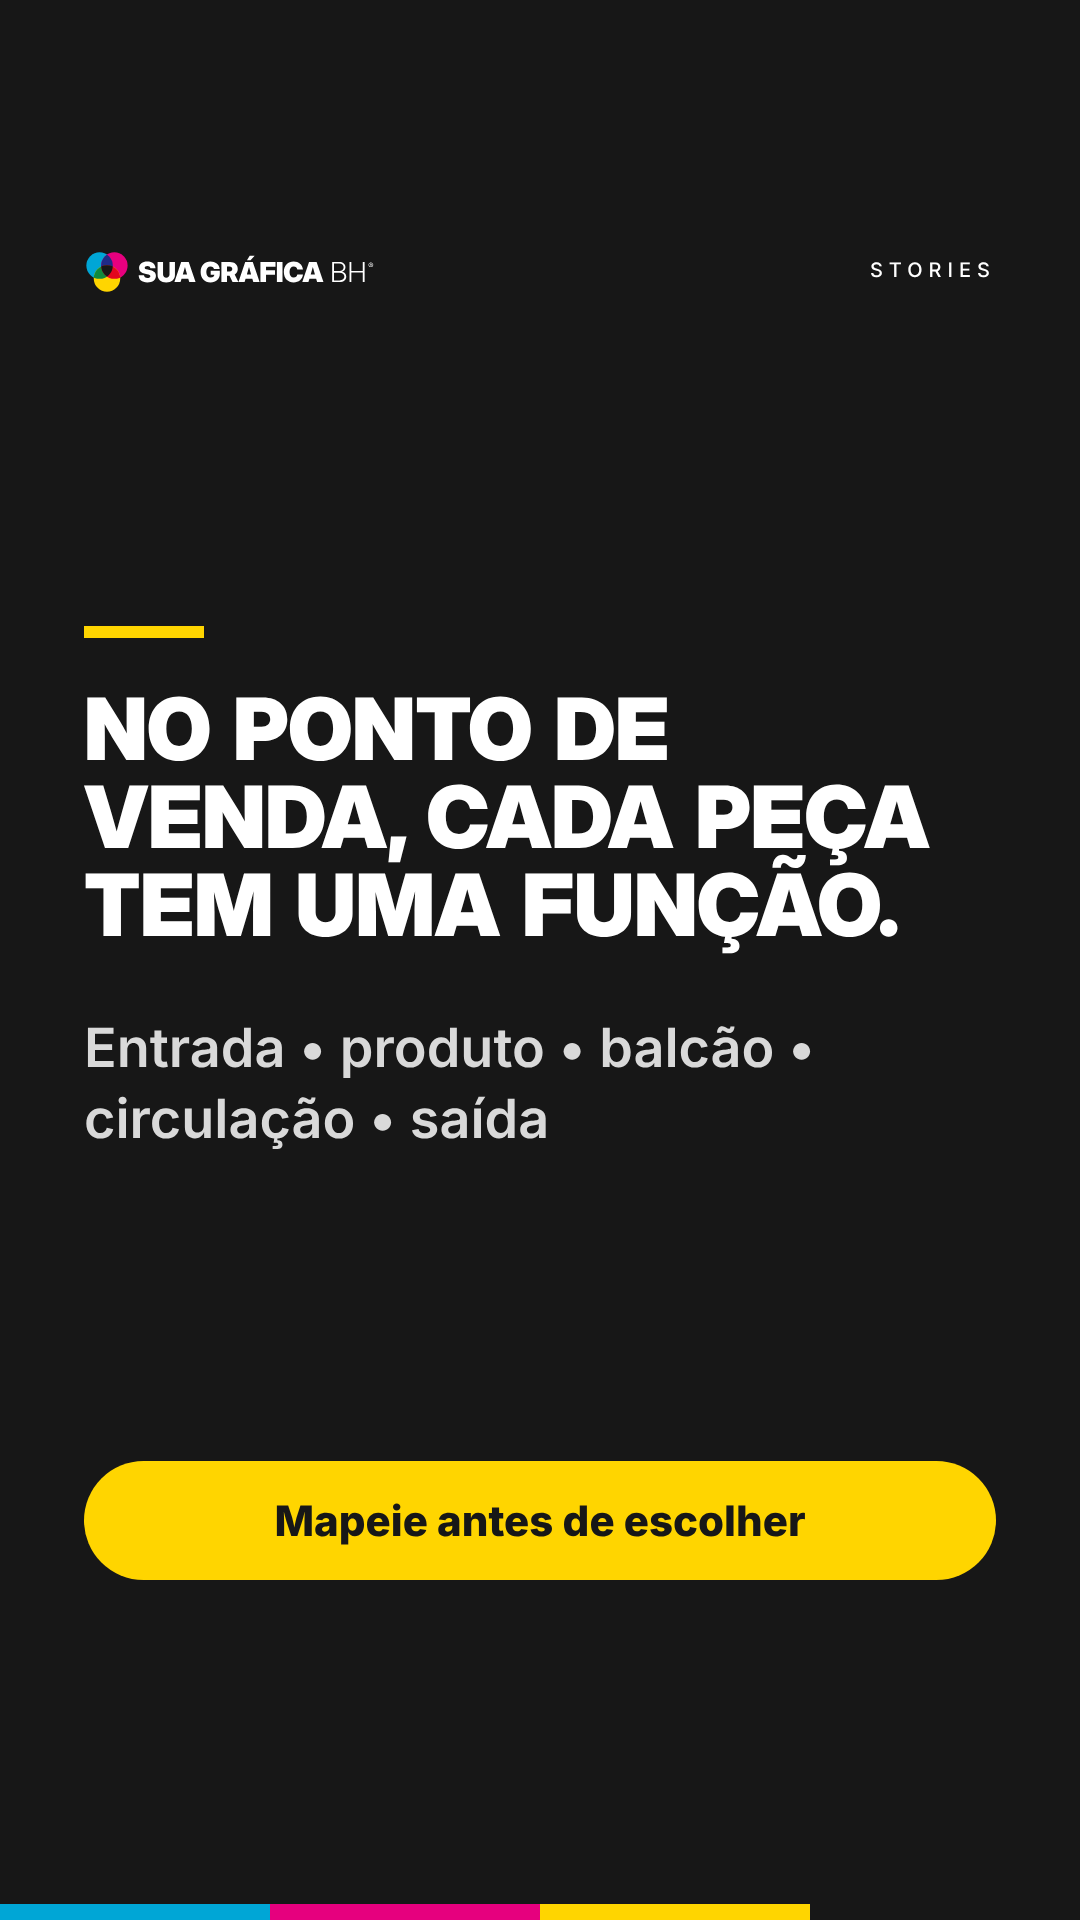 SUA GRÁFICA BH®
STORIES
NO PONTO DE
VENDA, CADA PEÇA
TEM UMA FUNÇÃO.
Entrada • produto • balcão •
circulação • saída
Mapeie antes de escolher